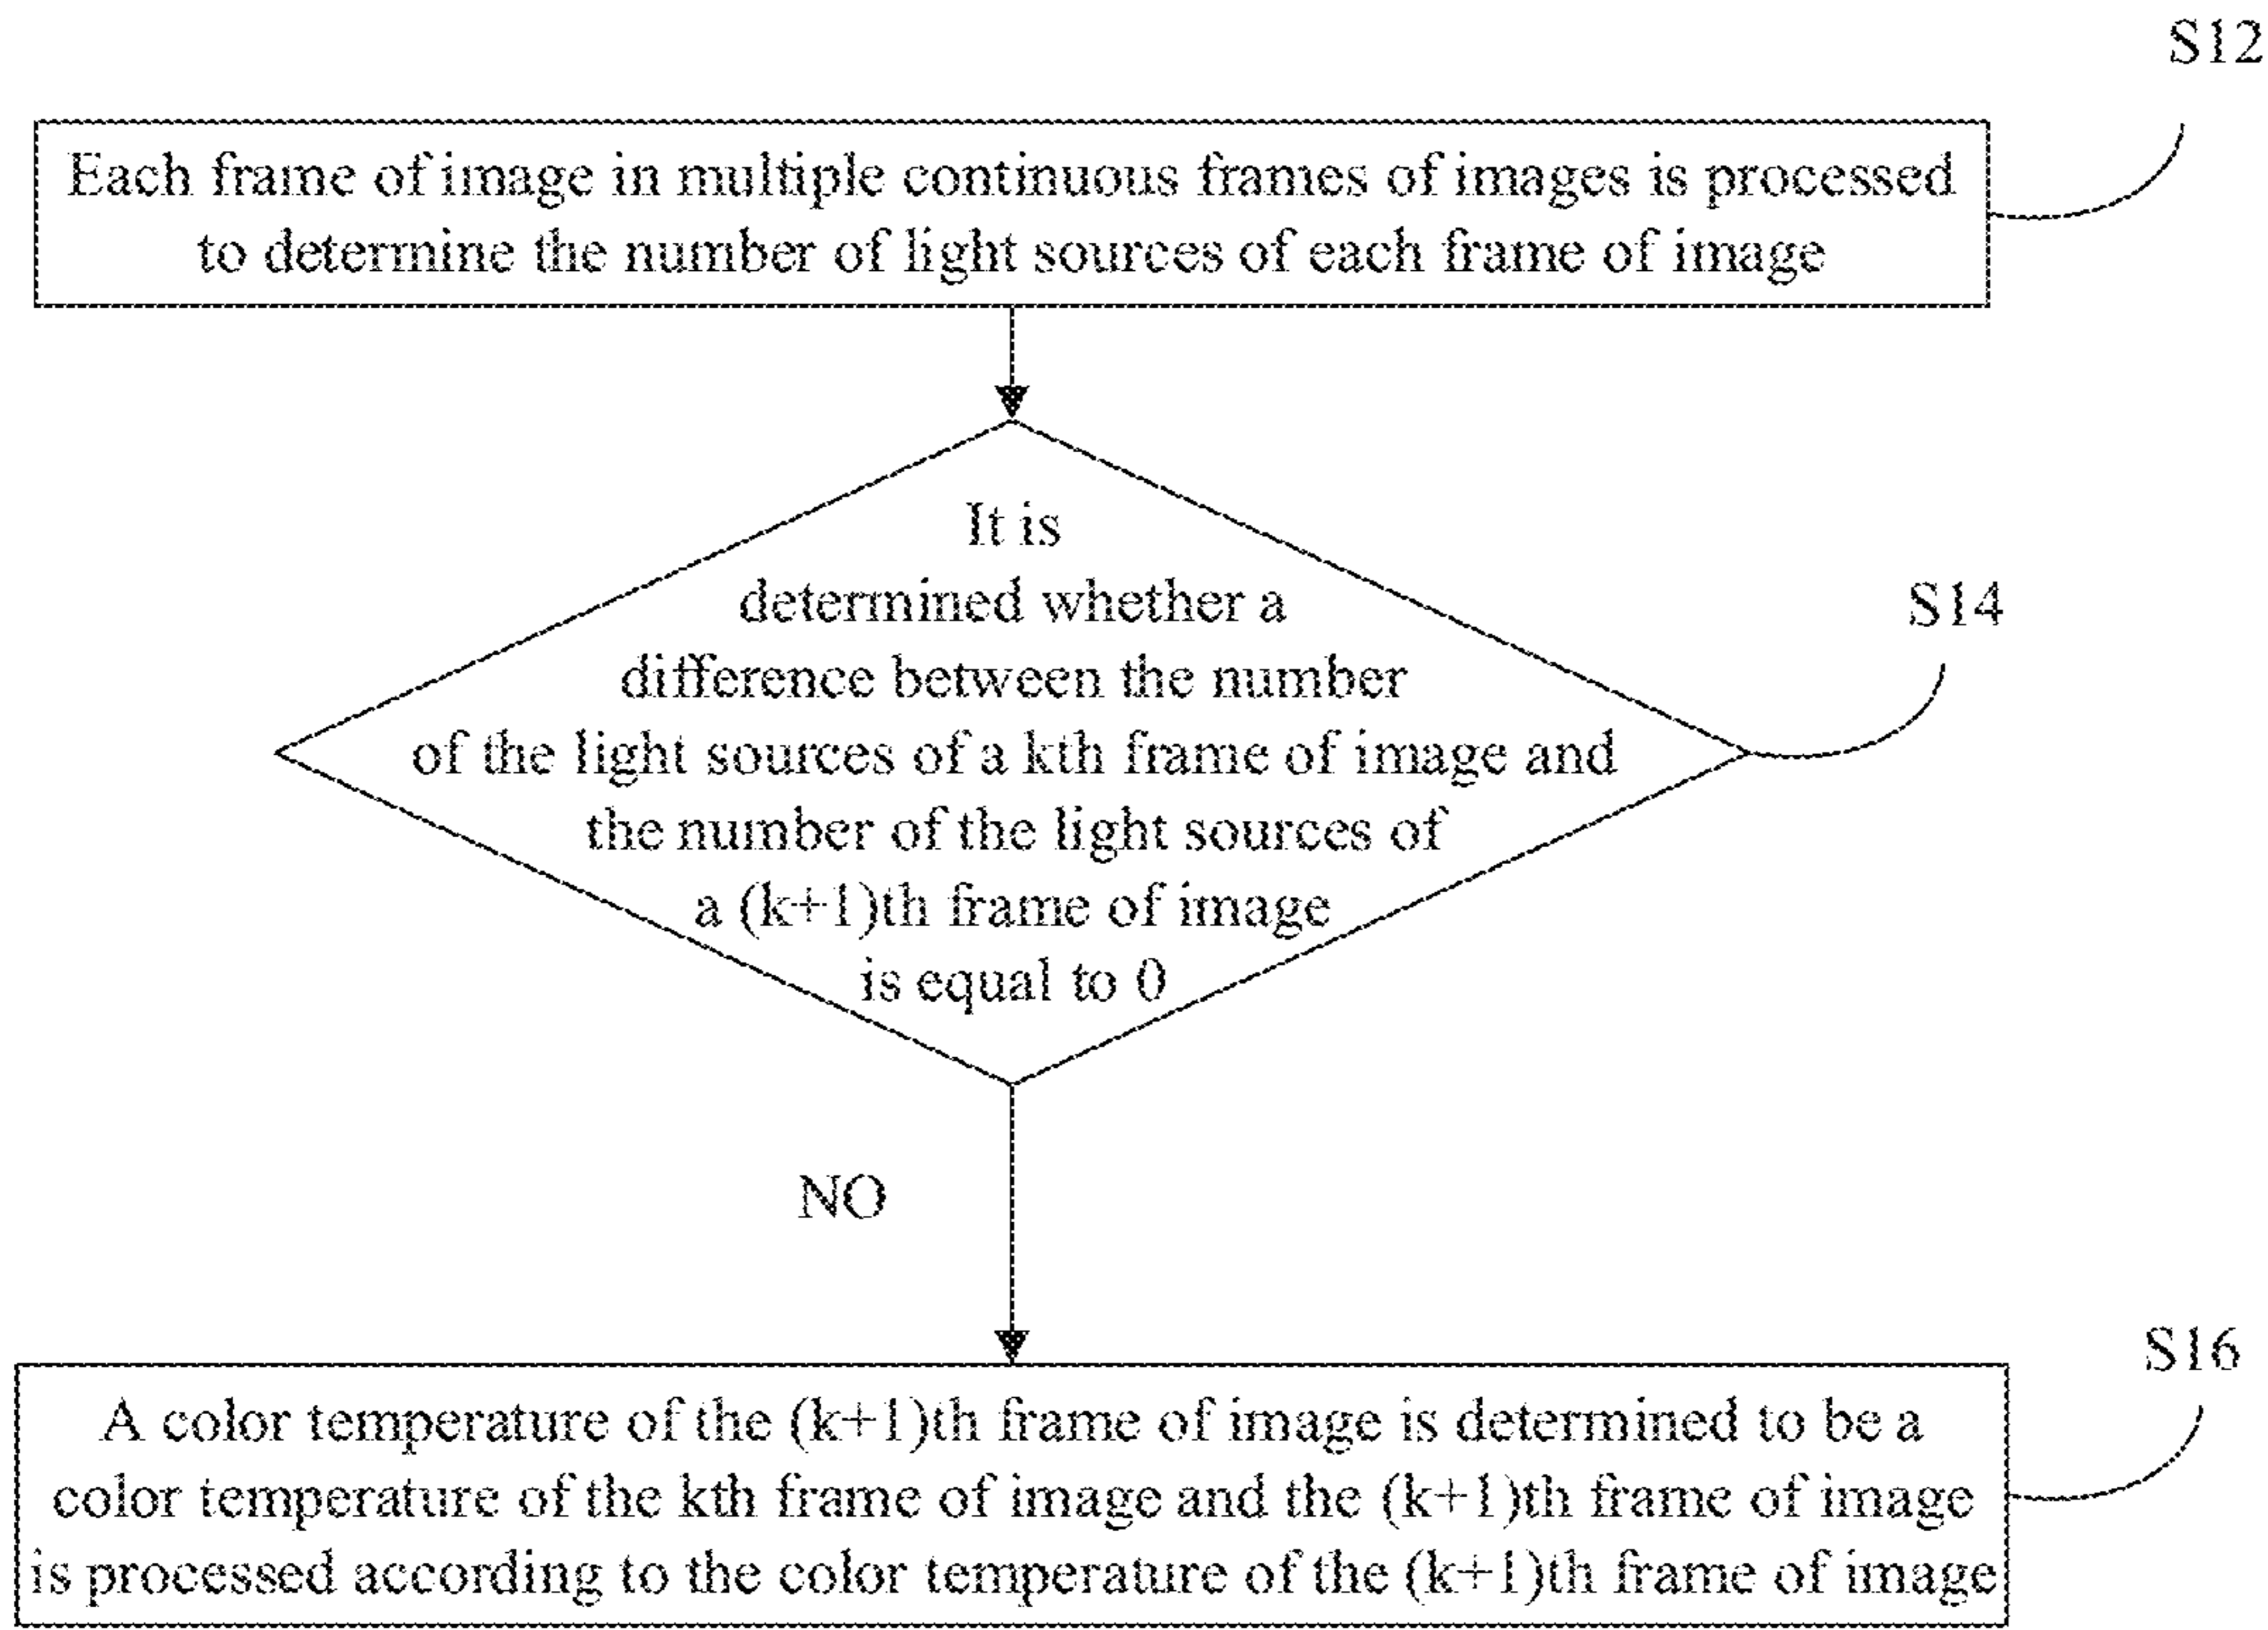 S12
Each frame of image in multiple continuous frames of images is processed
to determine the number of light sources of each frame of image
It is
determined whether a
difference between the number
of the light sources of a kth frame of image and
the number of the light sources of
a (k+1)th frame of image
is equal to 0
S14
NO
S16
A color temperature of the (k+1)th frame of image is determined to be a
color temperature of the kth frame of image and the (k+1)th frame of image
is processed according to the color temperature of the (k+1)th frame of image